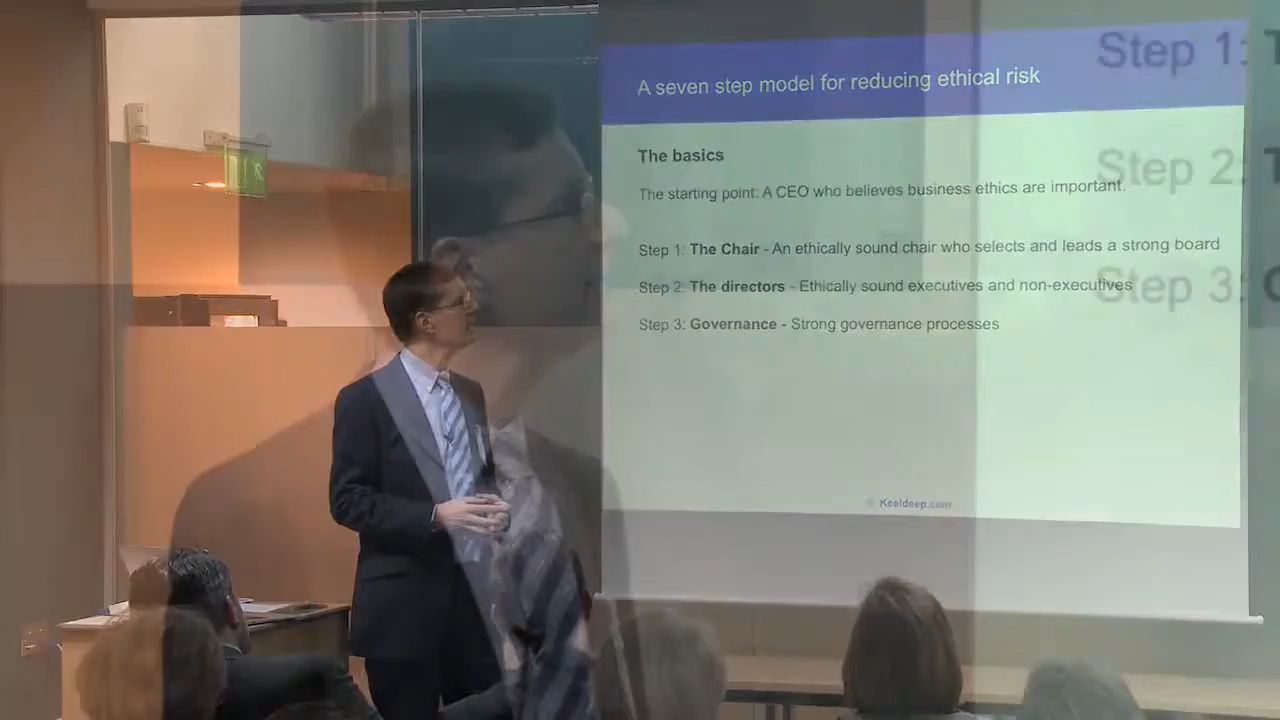 A seven step model for reducing ethical risk
The basics
The starting point: A CEO who believes business ethics are important.
Step 1: The Chair - An ethically sound chair who selects and leads a strong board
Step 2: The directors - Ethically sound executives and non-executives
Step 3: Governance - Strong governance processes
© Keeldeep.com
Step 1: T
Step 2: T
Step 3: G